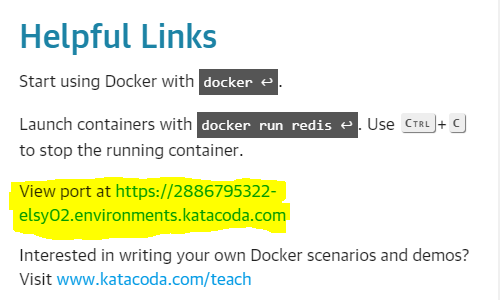 Helpful Links
Start using Docker with docker ↩.
Launch containers with docker run redis ↩. Use CTRL+C
to stop the running container.
View port at https://2886795322-
elsy02.environments.katacoda.com
Interested in writing your own Docker scenarios and demos?
Visit www.katacoda.com/teach